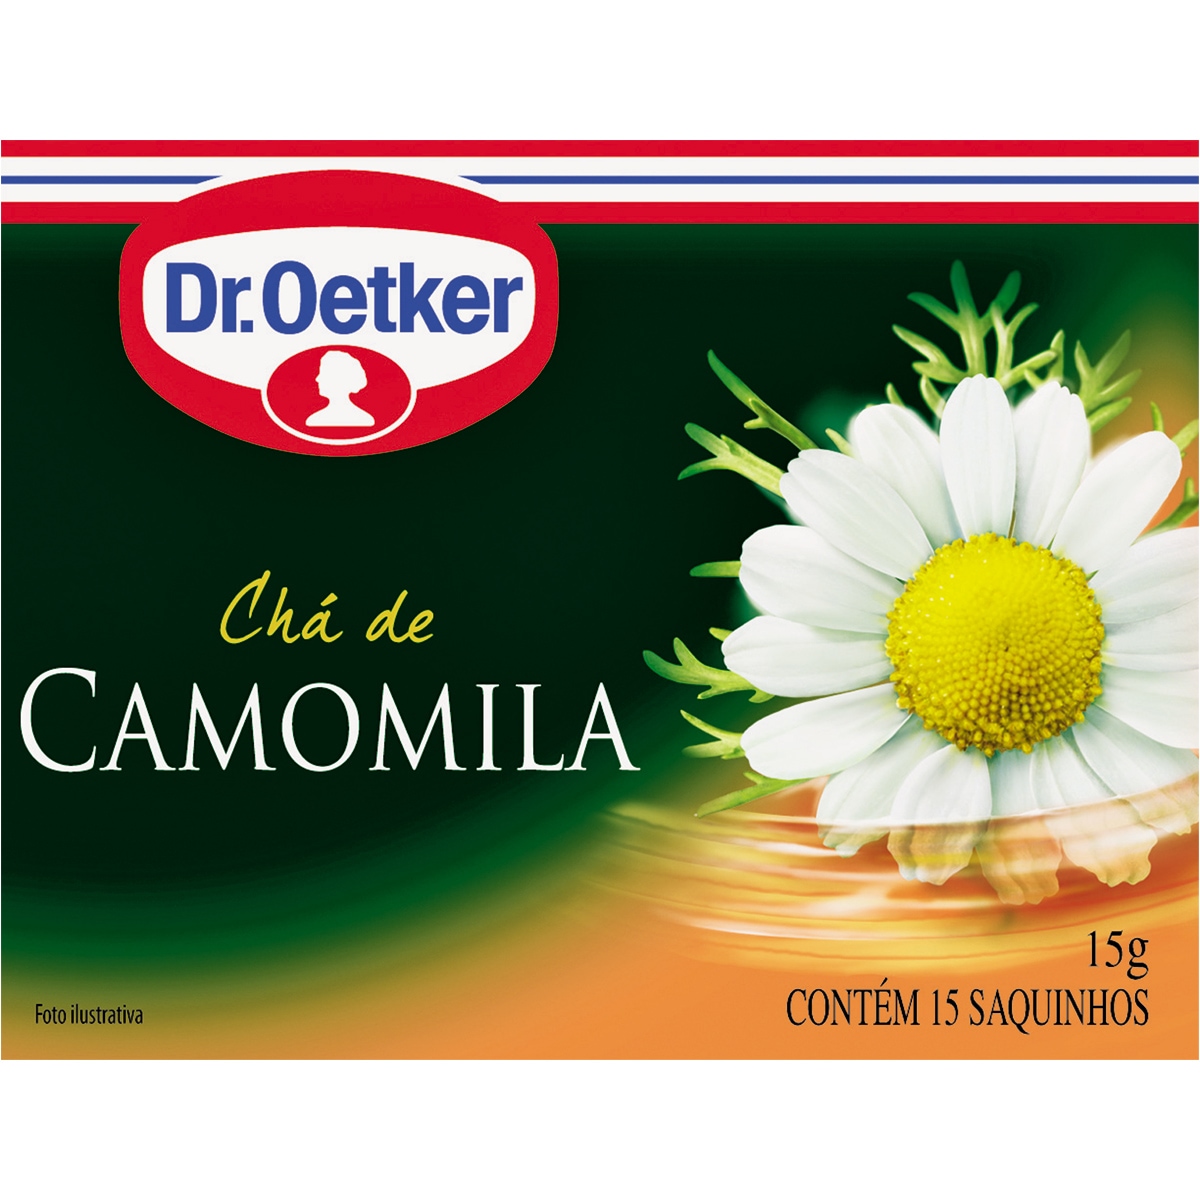 Dr. Oetker
Chá de
CAMOMILA
15g
CONTÉM 15 SAQUINHOS
Foto ilustrativa